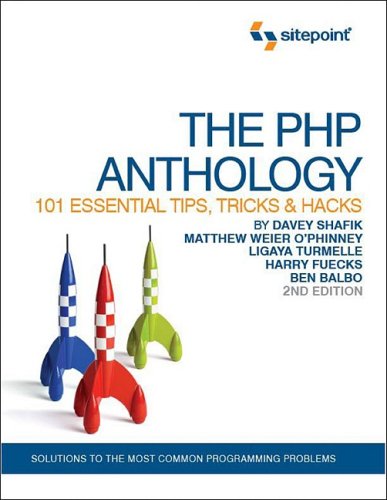 sitepoint®
THE PHP
ANTHOLOGY
101 ESSENTIAL TIPS, TRICKS & HACKS
BY DAVEY SHAFIK
MATTHEW WEIER O'PHINNEY
LIGAYA TURMELLE
HARRY FUECKS
BEN BALBO
2ND EDITION
SOLUTIONS TO THE MOST COMMON PROGRAMMING PROBLEMS